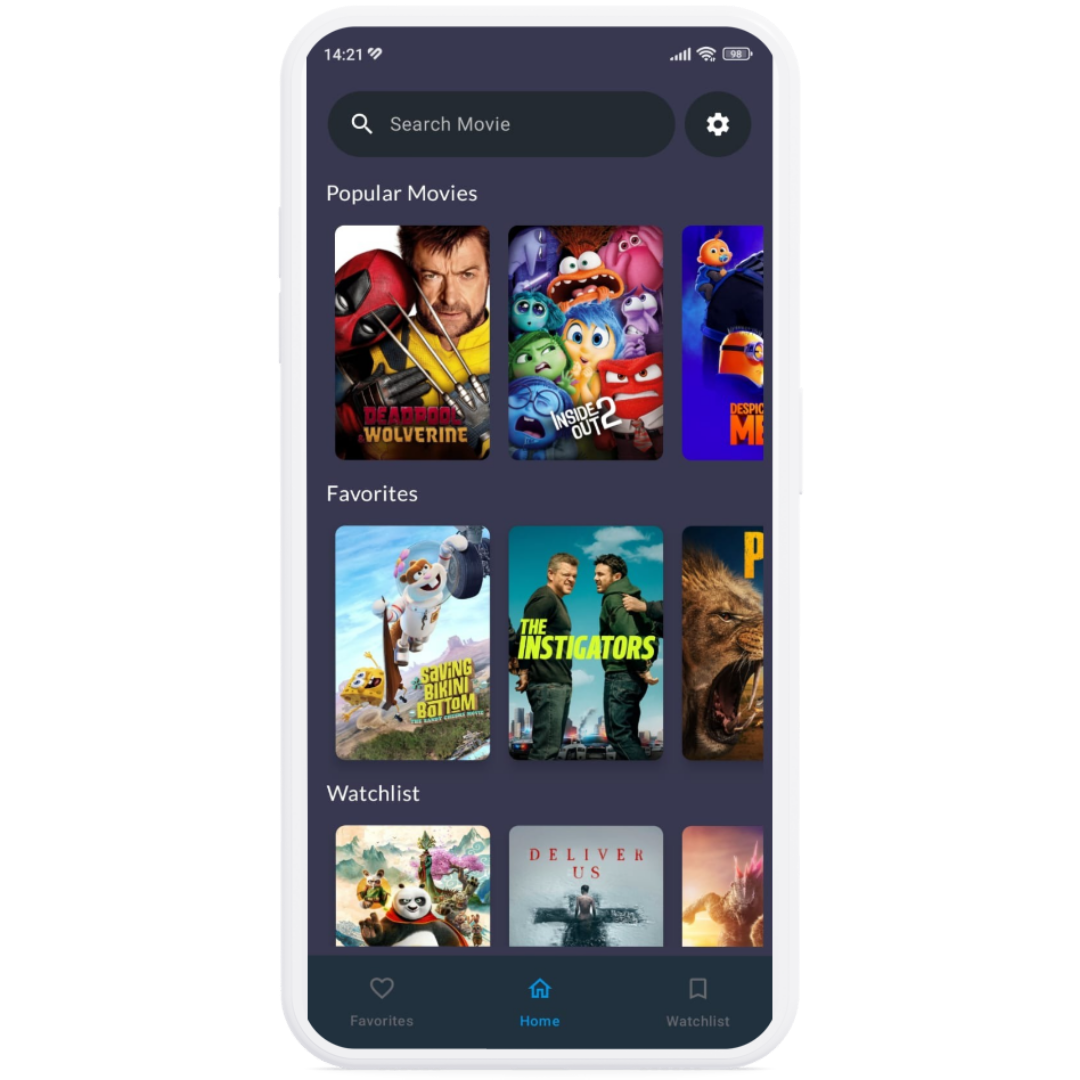 14:21
98
Search Movie
Popular Movies
DEADPOOL
& WOLVERINE
INSIDE
OUT 2
DESPIC
ME
Favorites
SAVING
BIKINI
BOTTOM
THE SANDY CHEEKS MOVIE
THE
INSTIGATORS
P
Watchlist
DELIVER
US
Favorites
Home
Watchlist